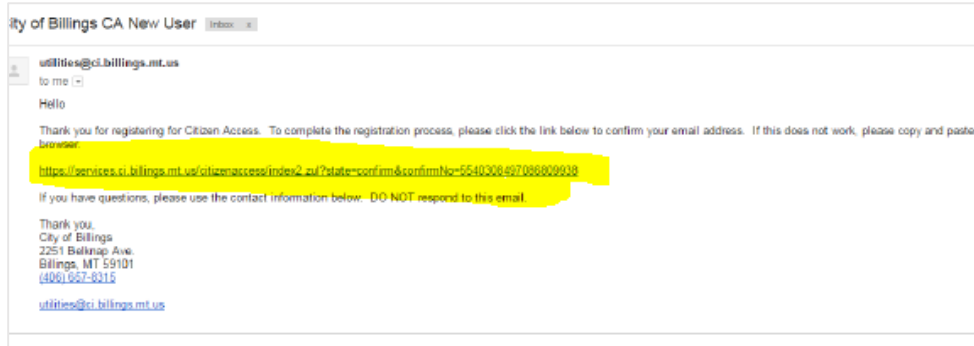 ity of Billings CA New User Inbox x
utilities@ci.billings.mt.us
to me
Hello
Thank you for registering for Citizen Access. To complete the registration process, please click the link below to confirm your email address. If this does not work, please copy and paste
browser.
https://services.ci.billings.mt.us/citizenaccess/index2.zul?state=confirm&confirmNo=5540308497086809938
If you have questions, please use the contact information below. DO NOT respond to this email.
Thank you,
City of Billings
2251 Belknap Ave.
Billings, MT 59101
(406) 657-8315
utilities@ci.billings.mt.us